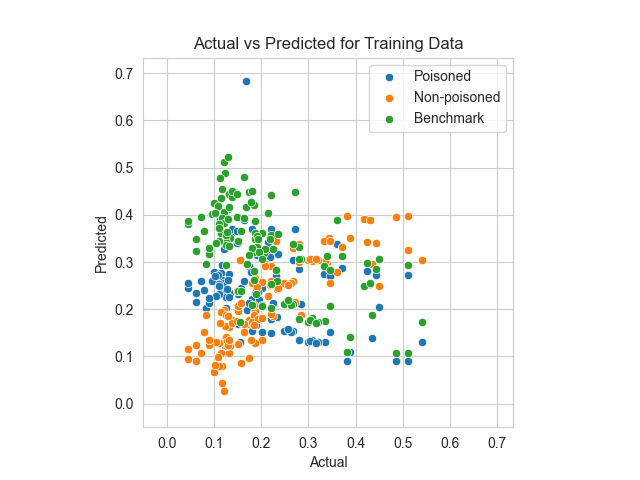 Actual vs Predicted for Training Data
Poisoned
Non-poisoned
Benchmark
0.7
0.6
0.5
0.4
0.3
0.2
0.1
0.0
Predicted
0.0 0.1 0.2 0.3 0.4 0.5 0.6 0.7
Actual